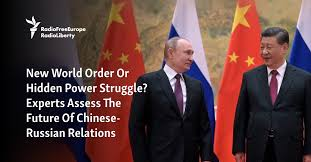 RadioFreeEurope
RadioLiberty
New World Order Or
Hidden Power Struggle?
Experts Assess The
Future Of Chinese-
Russian Relations